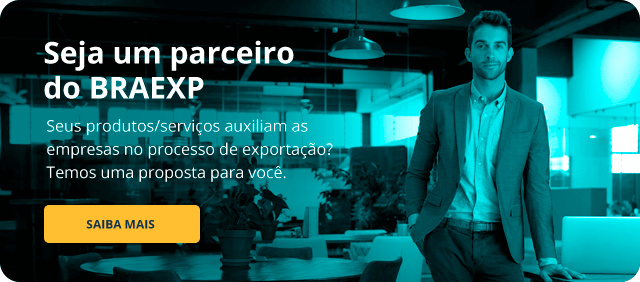 Seja um parceiro
do BRAEXP
Seus produtos/serviços auxiliam as
empresas no processo de exportação?
Temos uma proposta para você.
SAIBA MAIS